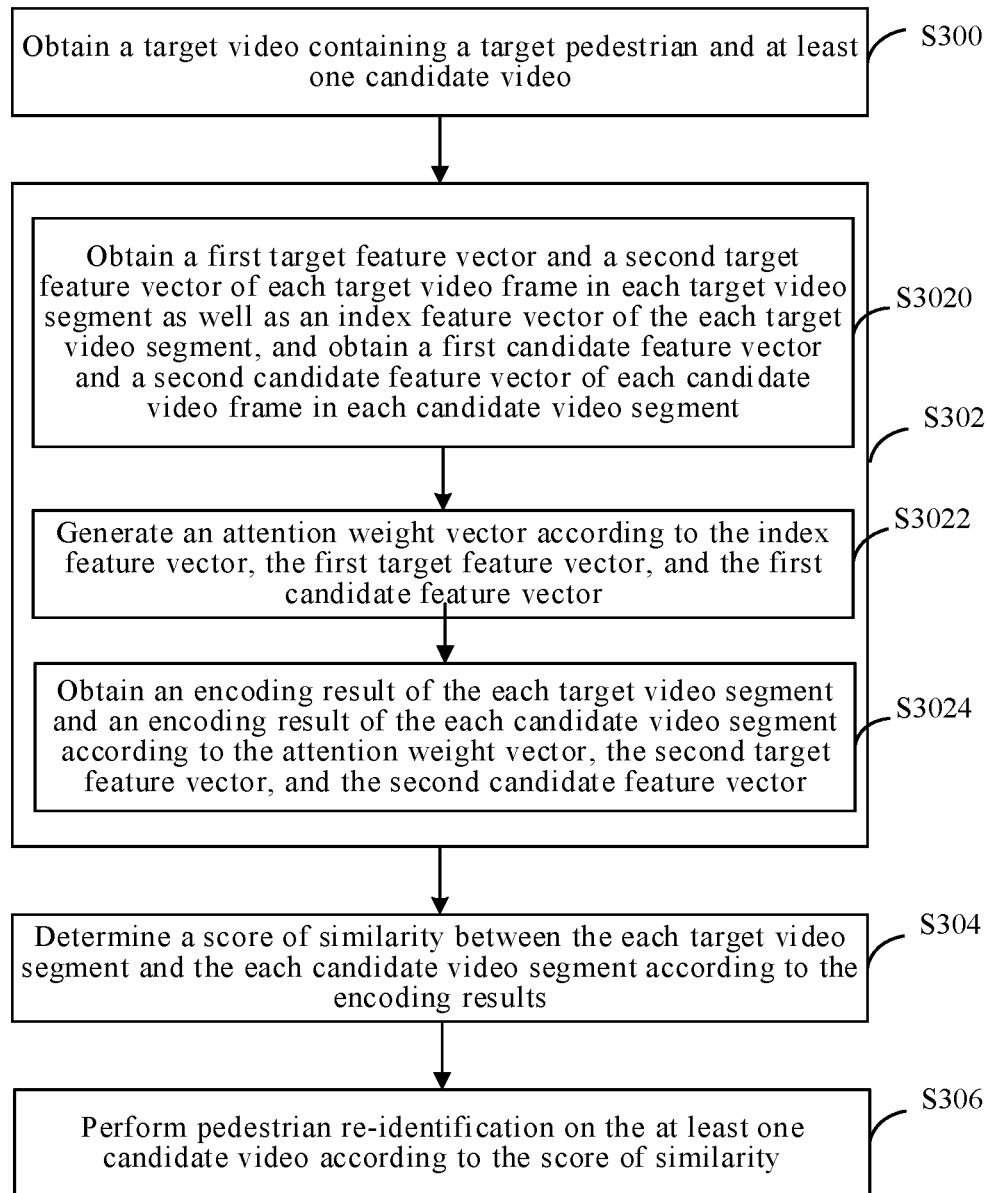 Obtain a target video containing a target pedestrian and at least
one candidate video
S300
Obtain a first target feature vector and a second target
feature vector of each target video frame in each target video
segment as well as an index feature vector of the each target
video segment, and obtain a first candidate feature vector
and a second candidate feature vector of each candidate
video frame in each candidate video segment
S3020
S302
Generate an attention weight vector according to the index
feature vector, the first target feature vector, and the first
candidate feature vector
S3022
Obtain an encoding result of the each target video segment
and an encoding result of the each candidate video segment
according to the attention weight vector, the second target
feature vector, and the second candidate feature vector
S3024
Determine a score of similarity between the each target video
segment and the each candidate video segment according to the
encoding results
S304
Perform pedestrian re-identification on the at least one
candidate video according to the score of similarity
S306